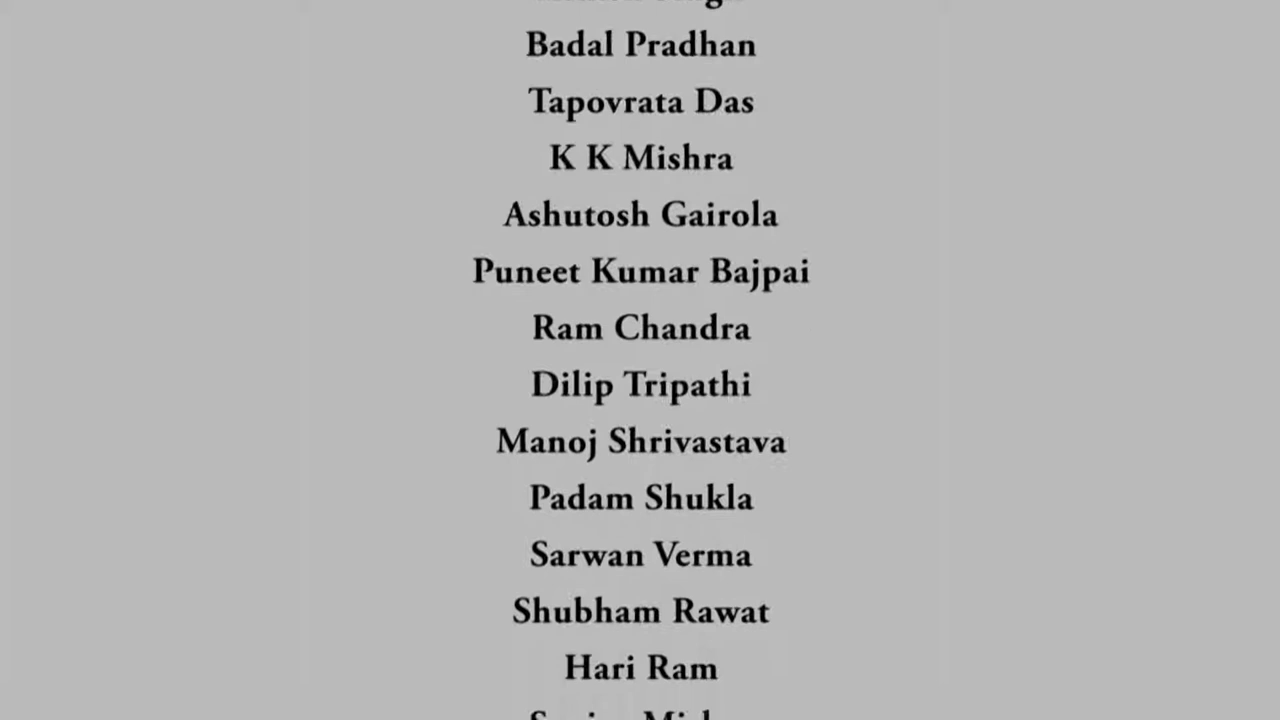 Badal Pradhan
Tapovrata Das
K K Mishra
Ashutosh Gairola
Puneet Kumar Bajpai
Ram Chandra
Dilip Tripathi
Manoj Shrivastava
Padam Shukla
Sarwan Verma
Shubham Rawat
Hari Ram